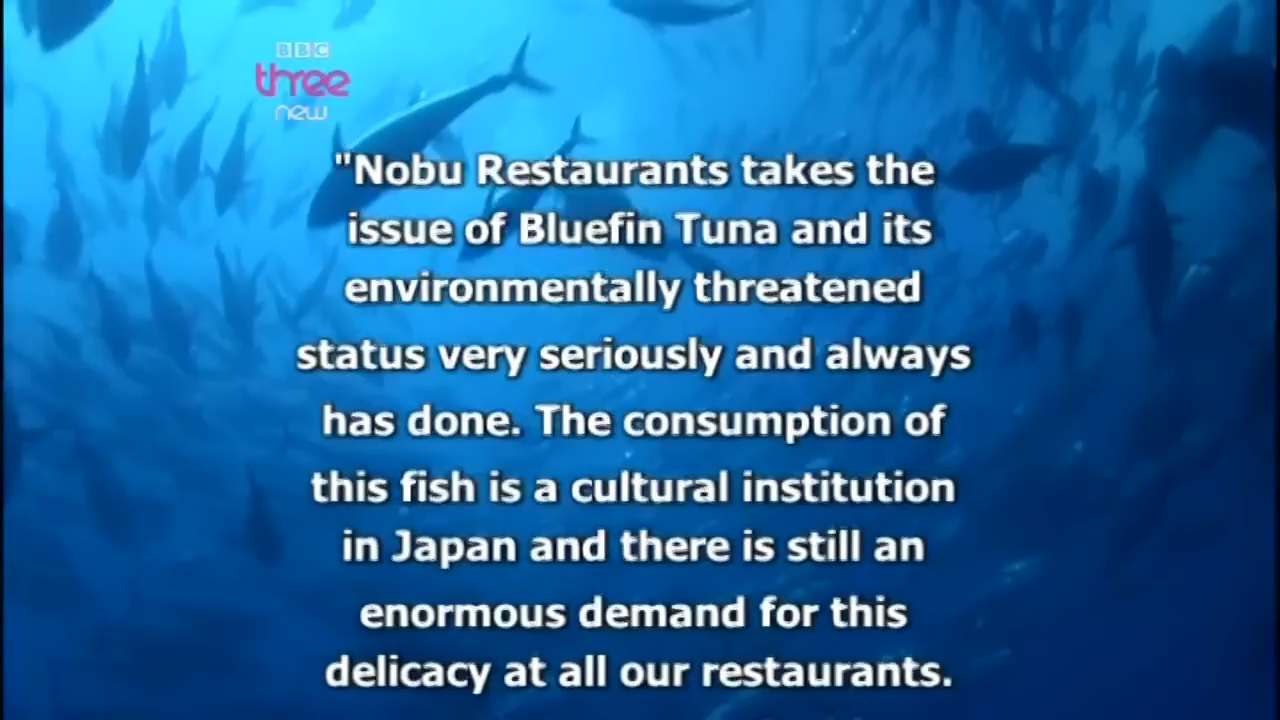 BBC
three
new
"Nobu Restaurants takes the
issue of Bluefin Tuna and its
environmentally threatened
status very seriously and always
has done. The consumption of
this fish is a cultural institution
in Japan and there is still an
enormous demand for this
delicacy at all our restaurants.